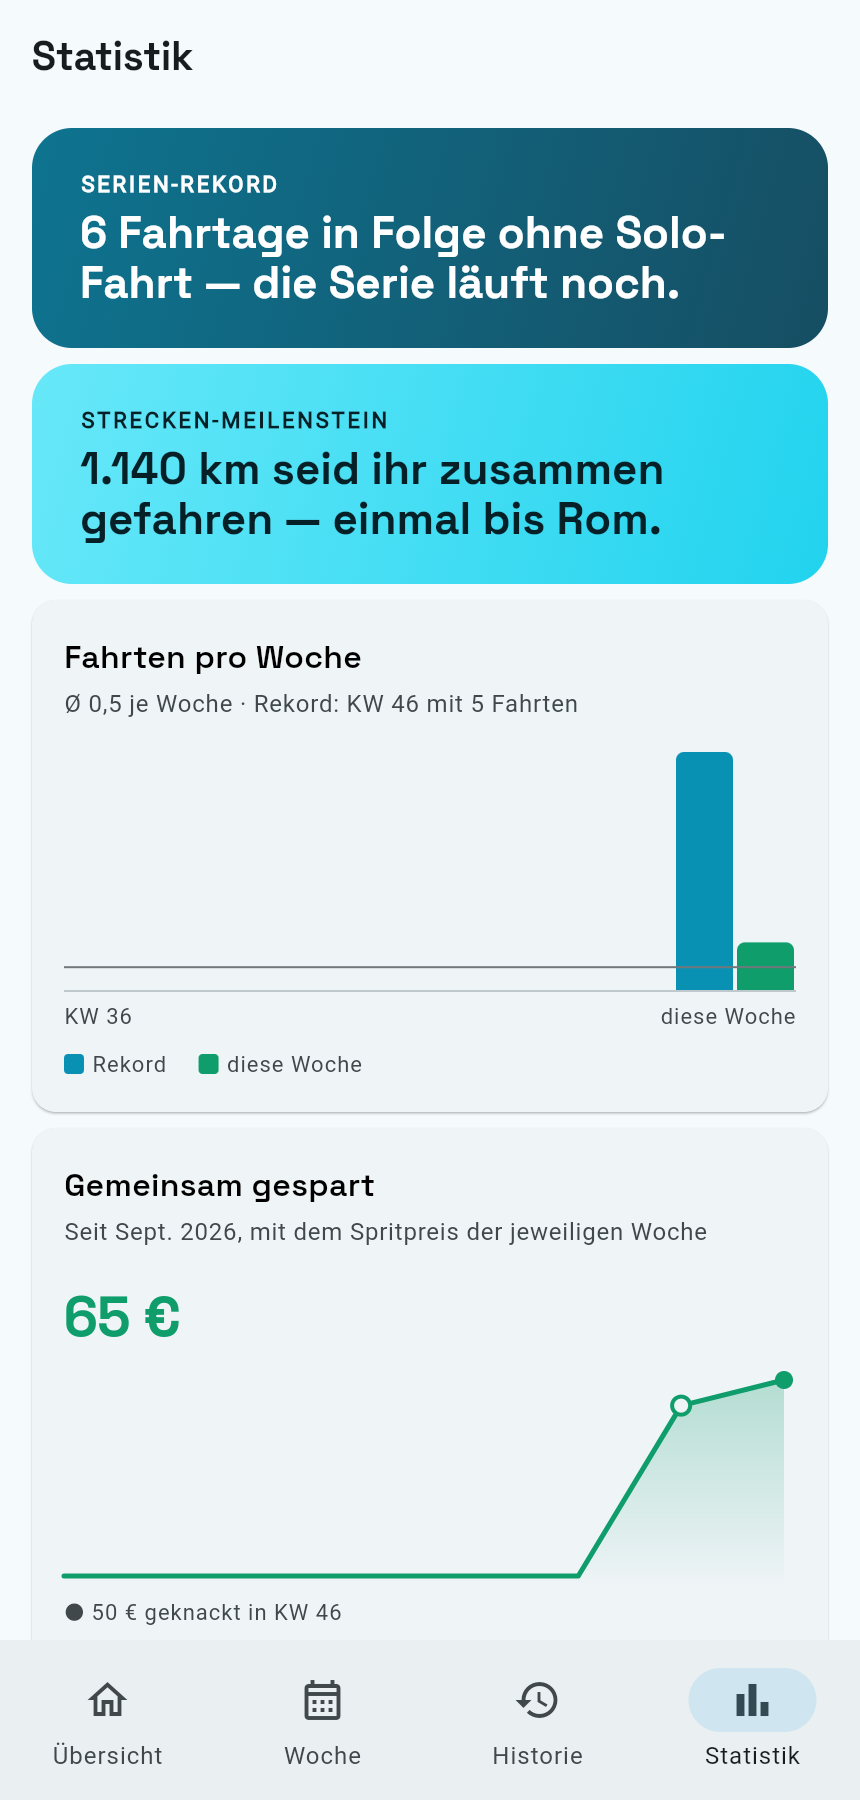 Statistik
SERIEN-REKORD
6 Fahrtage in Folge ohne Solo-
Fahrt — die Serie läuft noch.
STRECKEN-MEILENSTEIN
1.140 km seid ihr zusammen
gefahren — einmal bis Rom.
Fahrten pro Woche
Ø 0,5 je Woche · Rekord: KW 46 mit 5 Fahrten
KW 36 diese Woche
Rekord diese Woche
Gemeinsam gespart
Seit Sept. 2026, mit dem Spritpreis der jeweiligen Woche
65 €
50 € geknackt in KW 46
Übersicht Woche Historie Statistik